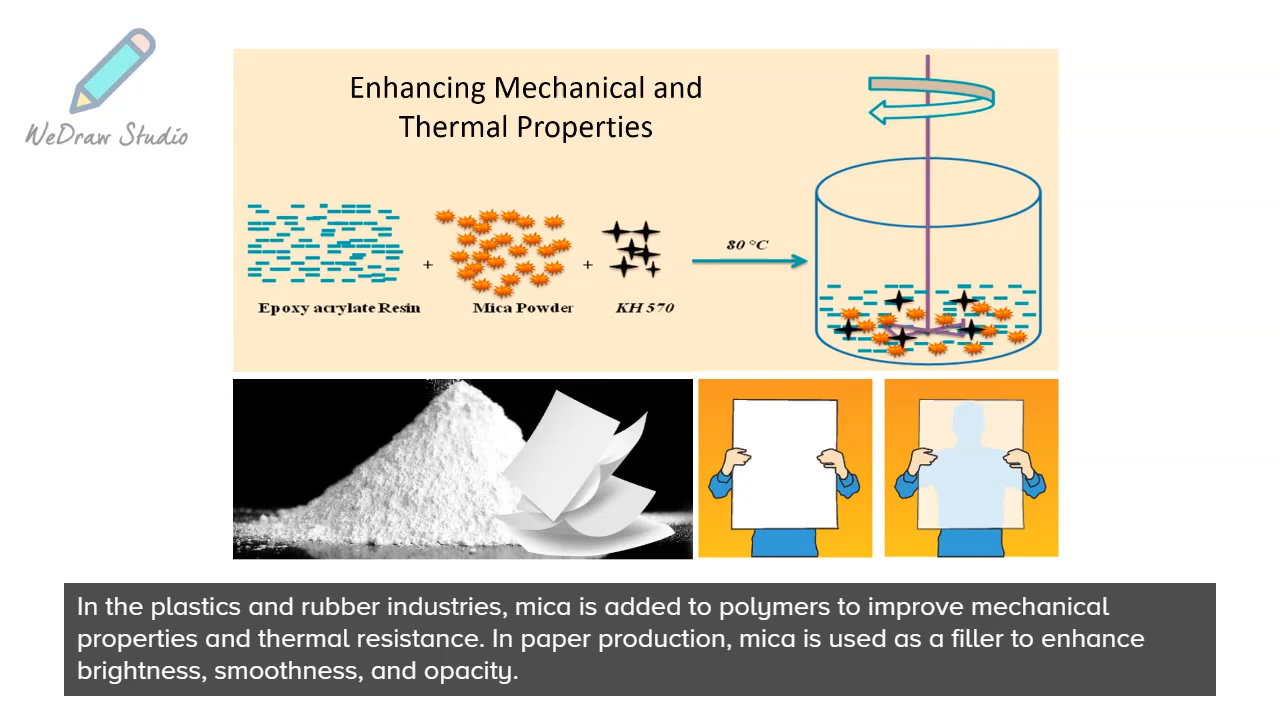 WeDraw Studio
Enhancing Mechanical and
Thermal Properties
80 °C
+
+
Epoxy acrylate Resin
Mica Powder
KH 570
In the plastics and rubber industries, mica is added to polymers to improve mechanical
properties and thermal resistance. In paper production, mica is used as a filler to enhance
brightness, smoothness, and opacity.